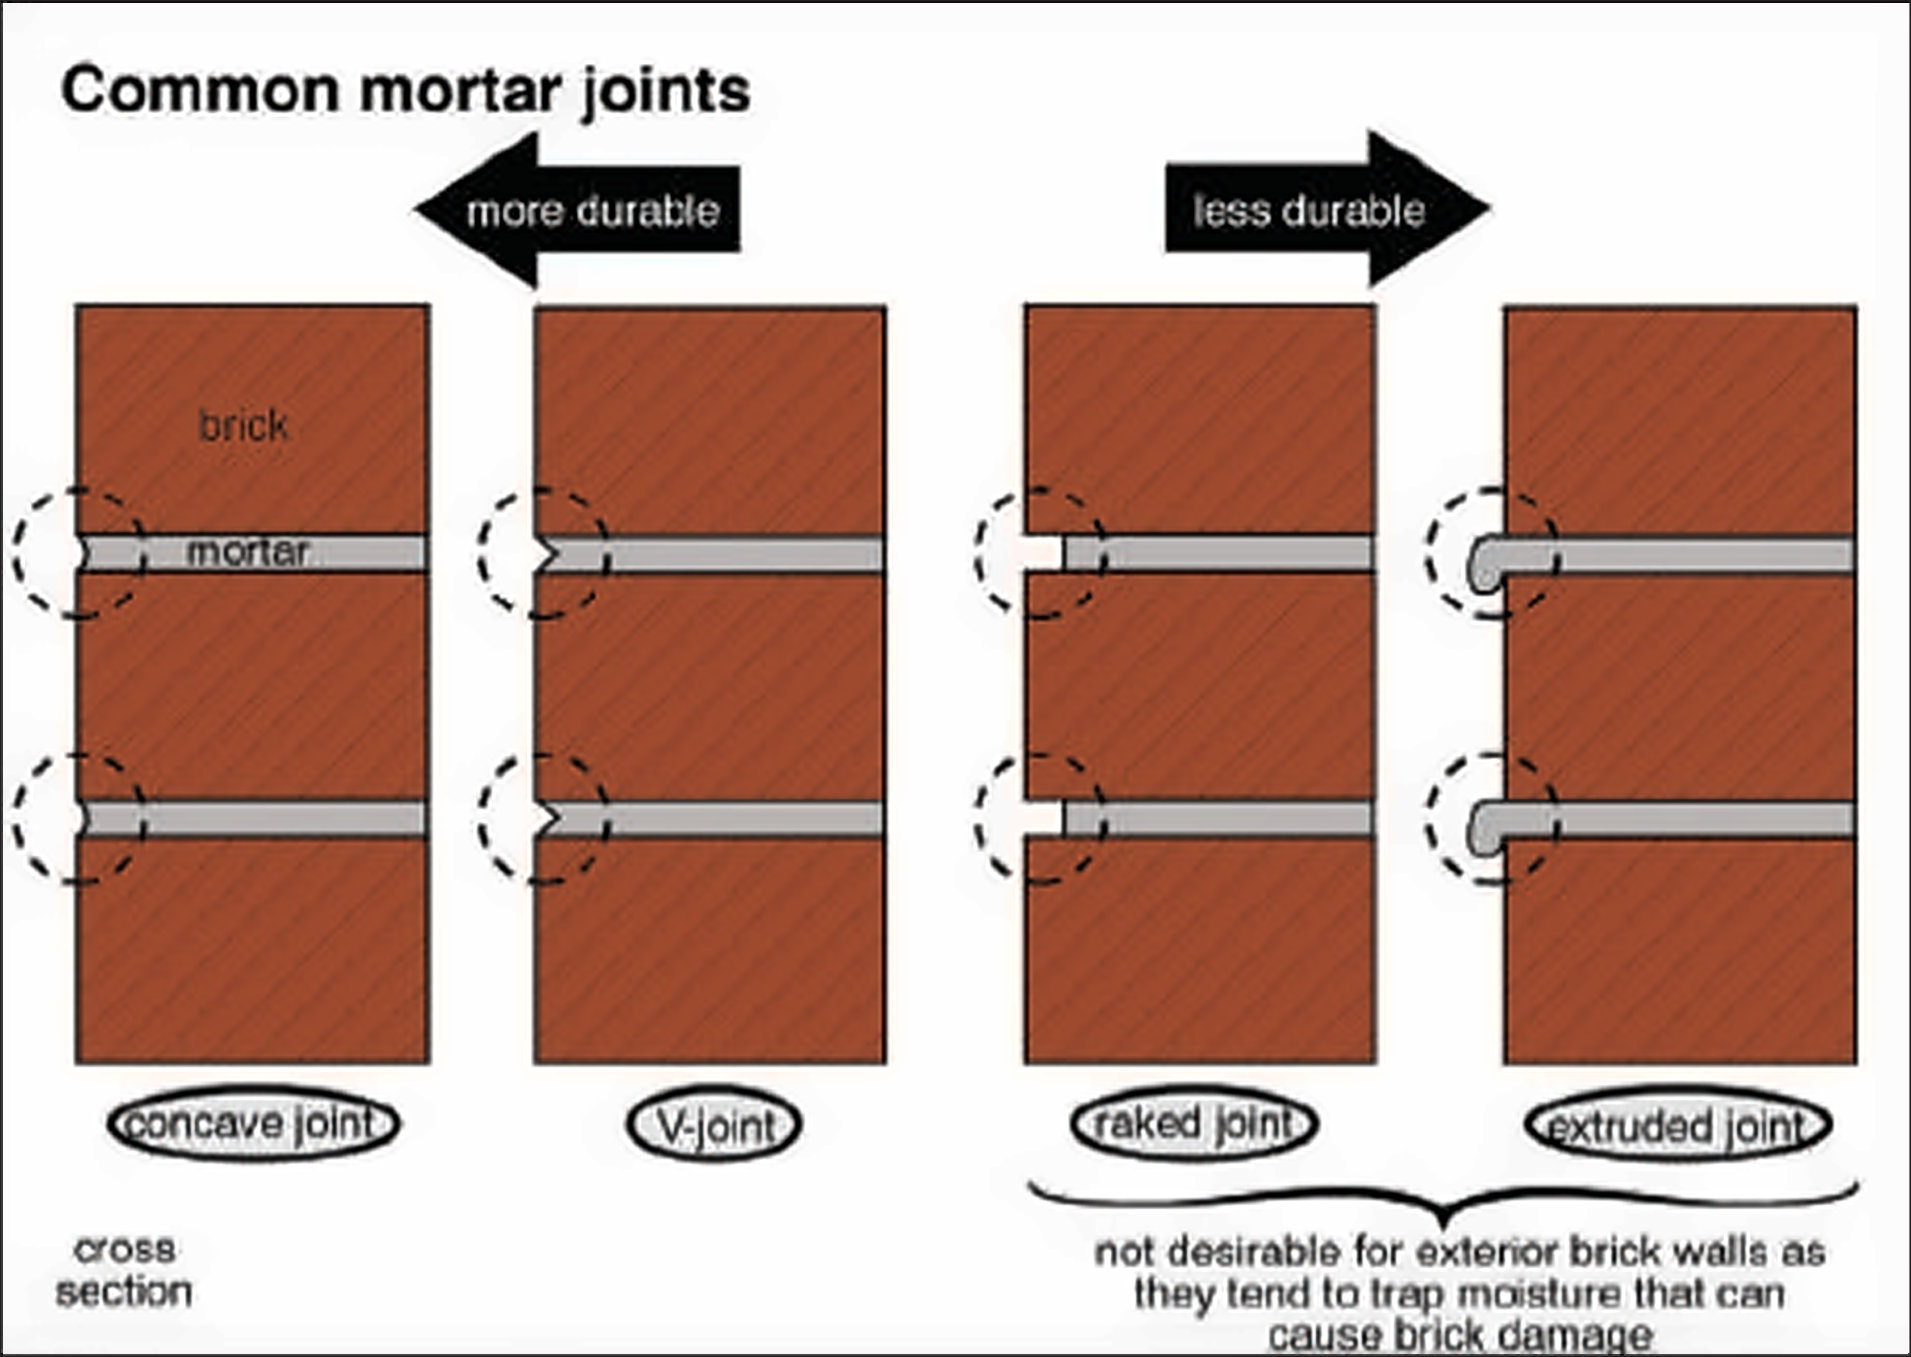 Common mortar joints
more durable
less durable
brick
mortar
concave joint
V-joint
raked joint
extruded joint
cross
section
not desirable for exterior brick walls as
they tend to trap moisture that can
cause brick damage